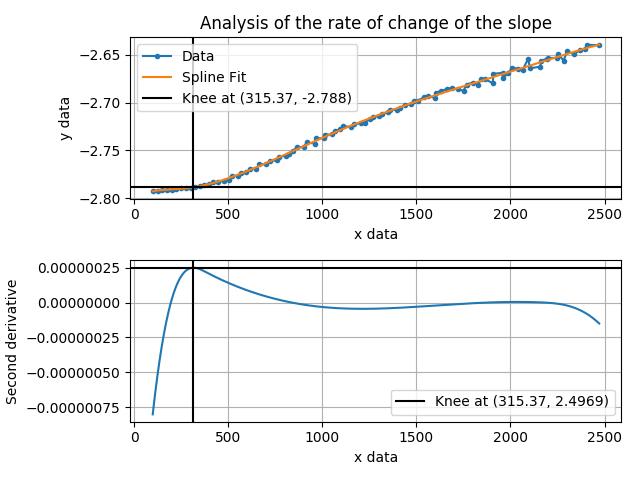 Analysis of the rate of change of the slope
y data
−2.65
−2.70
−2.75
−2.80
Data
Spline Fit
Knee at (315.37, -2.788)
0 500 1000 1500 2000 2500
x data
Second derivative
0.00000025
0.00000000
−0.00000025
−0.00000050
−0.00000075
Knee at (315.37, 2.4969)
0 500 1000 1500 2000 2500
x data